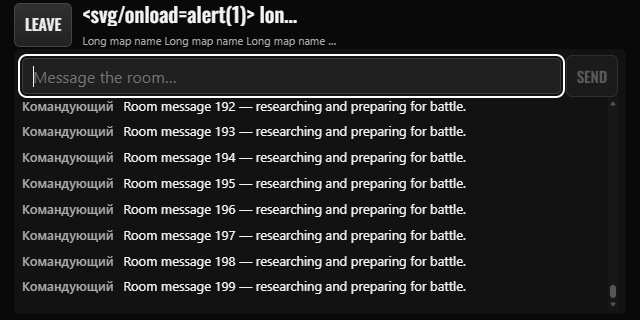 LEAVE
<svg/onload=alert(1)> lon...
Long map name Long map name Long map name ...
Message the room...
SEND
Командующий Room message 192 — researching and preparing for battle.
Командующий Room message 193 — researching and preparing for battle.
Командующий Room message 194 — researching and preparing for battle.
Командующий Room message 195 — researching and preparing for battle.
Командующий Room message 196 — researching and preparing for battle.
Командующий Room message 197 — researching and preparing for battle.
Командующий Room message 198 — researching and preparing for battle.
Командующий Room message 199 — researching and preparing for battle.